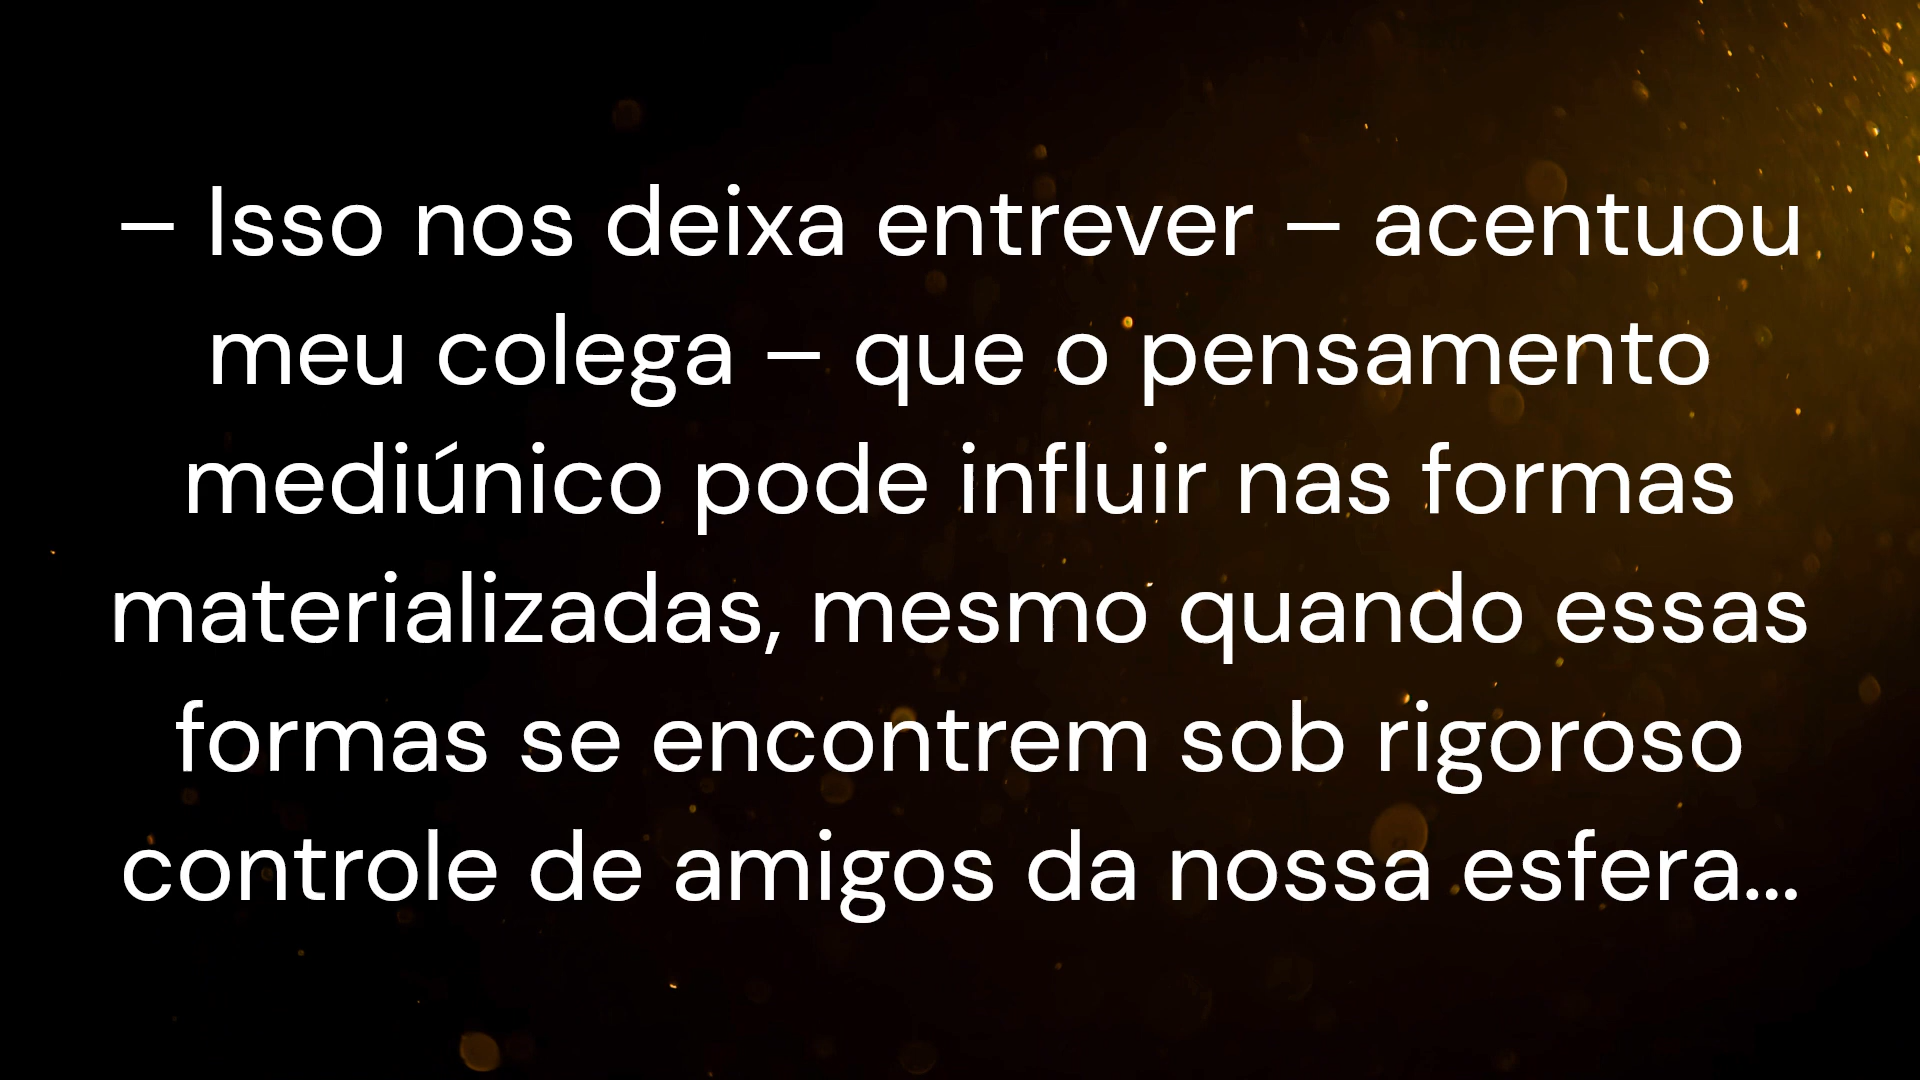 – Isso nos deixa entrever – acentuou
meu colega – que o pensamento
mediúnico pode influir nas formas
materializadas, mesmo quando essas
formas se encontrem sob rigoroso
controle de amigos da nossa esfera...